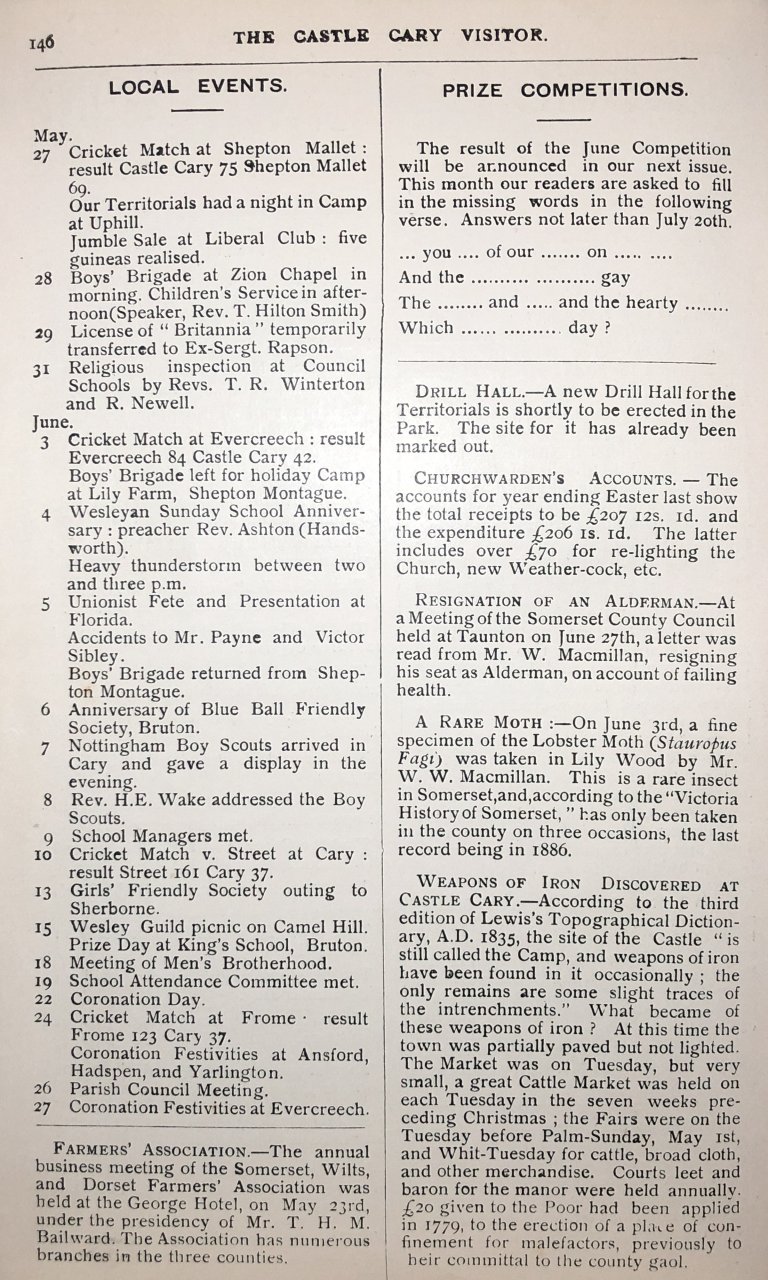 146
THE CASTLE CARY VISITOR.
LOCAL EVENTS.
May.
27 Cricket Match at Shepton Mallet :
result Castle Cary 75 Shepton Mallet
69.
Our Territorials had a night in Camp
at Uphill.
Jumble Sale at Liberal Club : five
guineas realised.
28 Boys' Brigade at Zion Chapel in
morning. Children's Service in after-
noon(Speaker, Rev. T. Hilton Smith)
29 License of " Britannia " temporarily
transferred to Ex-Sergt. Rapson.
31 Religious inspection at Council
Schools by Revs. T. R. Winterton
and R. Newell.
June.
3 Cricket Match at Evercreech : result
Evercreech 84 Castle Cary 42.
Boys' Brigade left for holiday Camp
at Lily Farm, Shepton Montague.
4 Wesleyan Sunday School Anniver-
sary : preacher Rev. Ashton (Hands-
worth).
Heavy thunderstorm between two
and three p.m.
5 Unionist Fete and Presentation at
Florida.
Accidents to Mr. Payne and Victor
Sibley.
Boys' Brigade returned from Shep-
ton Montague.
6 Anniversary of Blue Ball Friendly
Society, Bruton.
7 Nottingham Boy Scouts arrived in
Cary and gave a display in the
evening.
8 Rev. H.E. Wake addressed the Boy
Scouts.
9 School Managers met.
10 Cricket Match v. Street at Cary :
result Street 161 Cary 37.
13 Girls' Friendly Society outing to
Sherborne.
15 Wesley Guild picnic on Camel Hill.
Prize Day at King's School, Bruton.
18 Meeting of Men's Brotherhood.
19 School Attendance Committee met.
22 Coronation Day.
24 Cricket Match at Frome · result
Frome 123 Cary 37.
Coronation Festivities at Ansford,
Hadspen, and Yarlington.
26 Parish Council Meeting.
27 Coronation Festivities at Evercreech.
FARMERS' ASSOCIATION.—The annual
business meeting of the Somerset, Wilts,
and Dorset Farmers' Association was
held at the George Hotel, on May 23rd,
under the presidency of Mr. T. H. M.
Bailward. The Association has numerous
branches in the three counties.
PRIZE COMPETITIONS.
The result of the June Competition
will be announced in our next issue.
This month our readers are asked to fill
in the missing words in the following
verse. Answers not later than July 20th.
... you .... of our ....... on ..... ....
And the .......... .......... gay
The ........ and ..... and the hearty ........
Which ...... .......... day ?
DRILL HALL.—A new Drill Hall for the
Territorials is shortly to be erected in the
Park. The site for it has already been
marked out.
CHURCHWARDEN'S ACCOUNTS. — The
accounts for year ending Easter last show
the total receipts to be £207 12s. 1d. and
the expenditure £206 1s. 1d. The latter
includes over £70 for re-lighting the
Church, new Weather-cock, etc.
RESIGNATION OF AN ALDERMAN.—At
a Meeting of the Somerset County Council
held at Taunton on June 27th, a letter was
read from Mr. W. Macmillan, resigning
his seat as Alderman, on account of failing
health.
A RARE MOTH :—On June 3rd, a fine
specimen of the Lobster Moth (Stauropus
Fagi) was taken in Lily Wood by Mr.
W. W. Macmillan. This is a rare insect
in Somerset,and,according to the "Victoria
History of Somerset, " has only been taken
in the county on three occasions, the last
record being in 1886.
WEAPONS OF IRON DISCOVERED AT
CASTLE CARY.—According to the third
edition of Lewis's Topographical Diction-
ary, A.D. 1835, the site of the Castle " is
still called the Camp, and weapons of iron
have been found in it occasionally ; the
only remains are some slight traces of
the intrenchments." What became of
these weapons of iron ? At this time the
town was partially paved but not lighted.
The Market was on Tuesday, but very
small, a great Cattle Market was held on
each Tuesday in the seven weeks pre-
ceding Christmas ; the Fairs were on the
Tuesday before Palm-Sunday, May 1st,
and Whit-Tuesday for cattle, broad cloth,
and other merchandise. Courts leet and
baron for the manor were held annually.
£20 given to the Poor had been applied
in 1779, to the erection of a place of con-
finement for malefactors, previously to
heir committal to the county gaol.